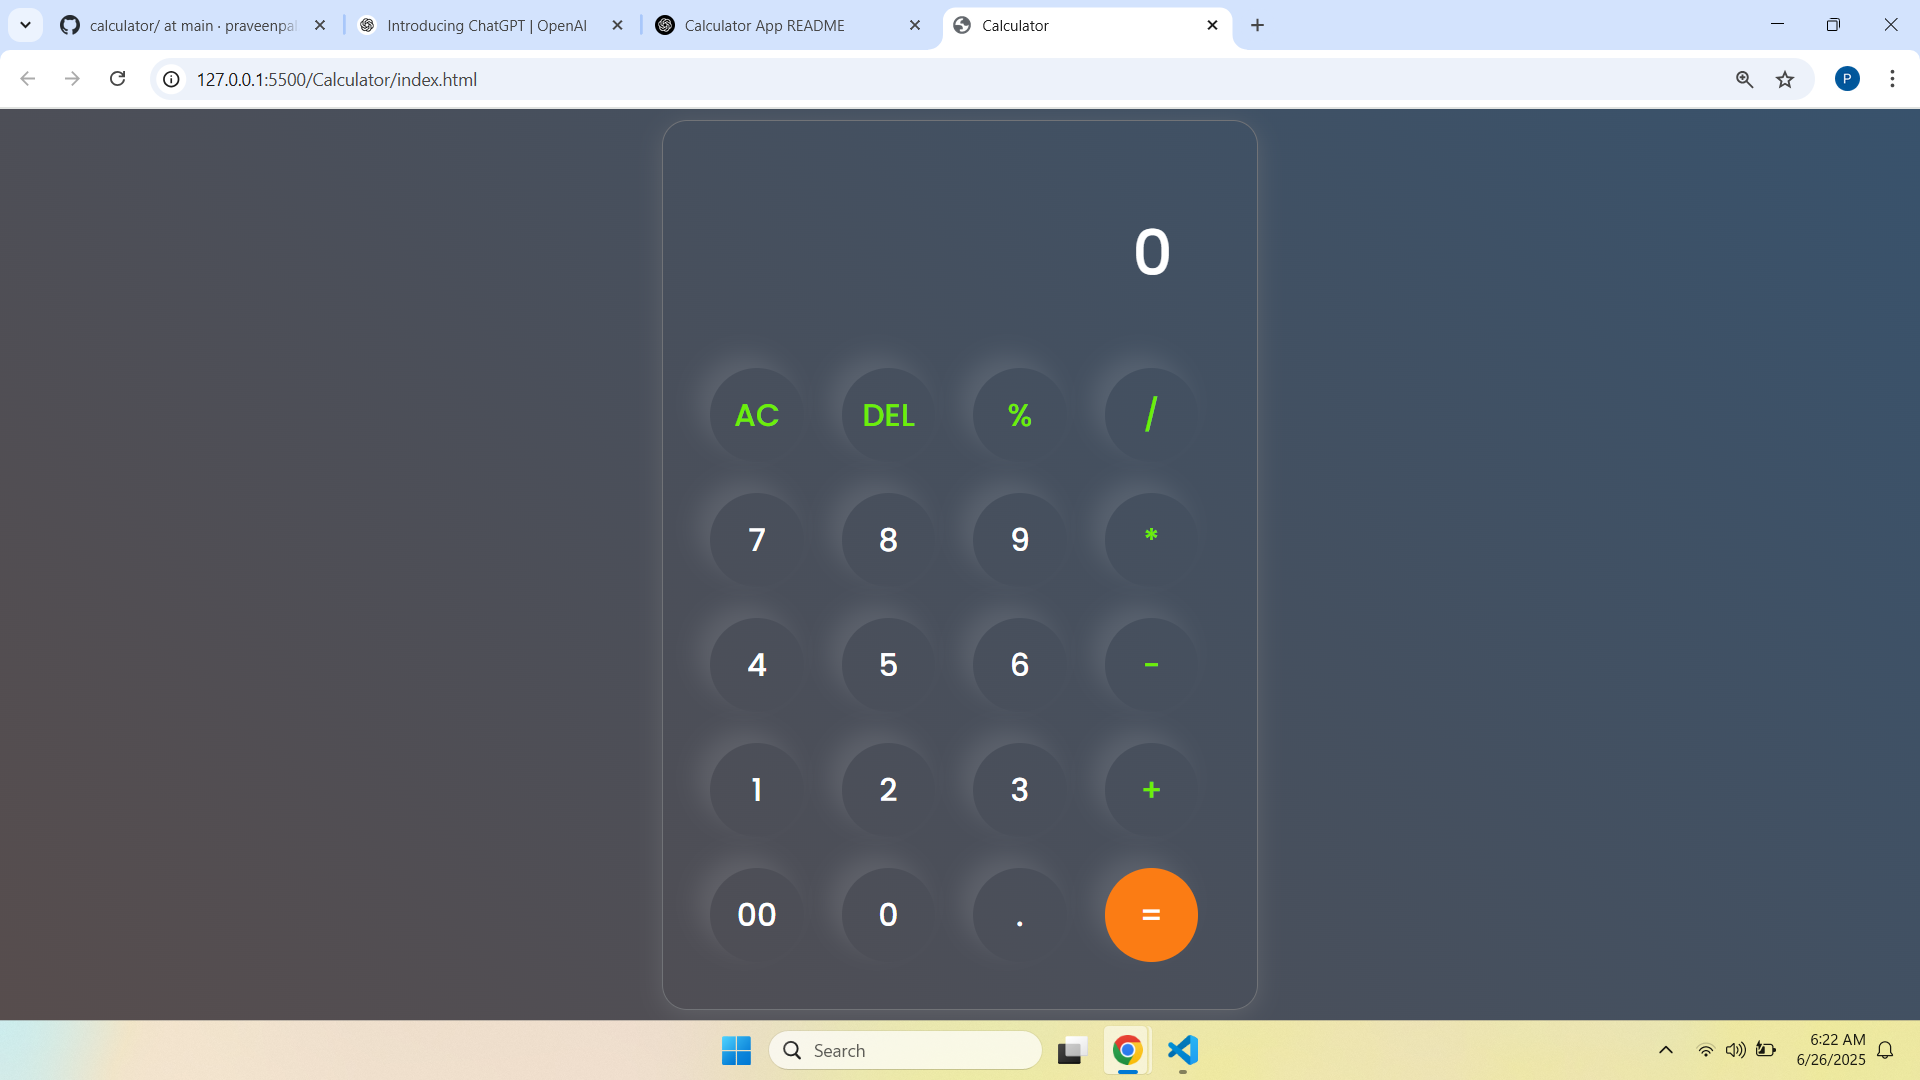 calculator/ at main · praveenpal
Introducing ChatGPT | OpenAI
Calculator App README
Calculator
127.0.0.1:5500/Calculator/index.html
P
0
AC DEL % /
7 8 9 *
4 5 6 -
1 2 3 +
00 0 . =
Search
6:22 AM
6/26/2025